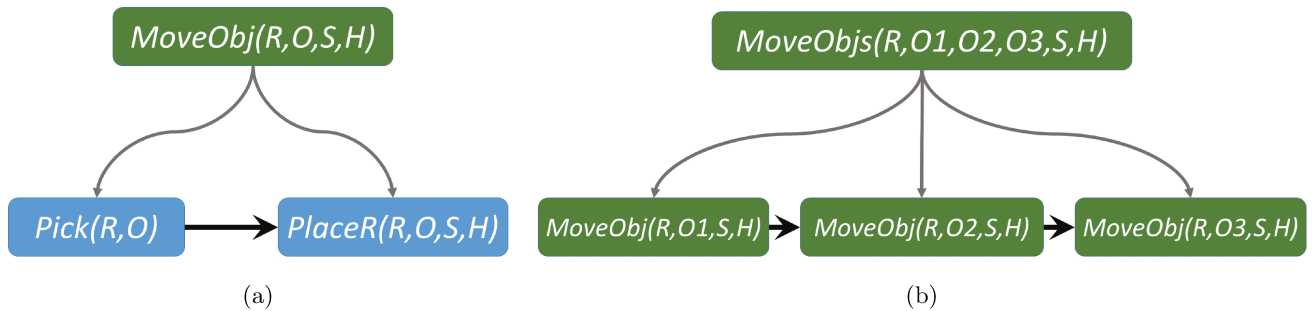 MoveObj(R,O,S,H)
Pick(R,O)
PlaceR(R,O,S,H)
(a)
MoveObjs(R,O1,O2,O3,S,H)
MoveObj(R,O1,S,H)
MoveObj(R,O2,S,H)
MoveObj(R,O3,S,H)
(b)